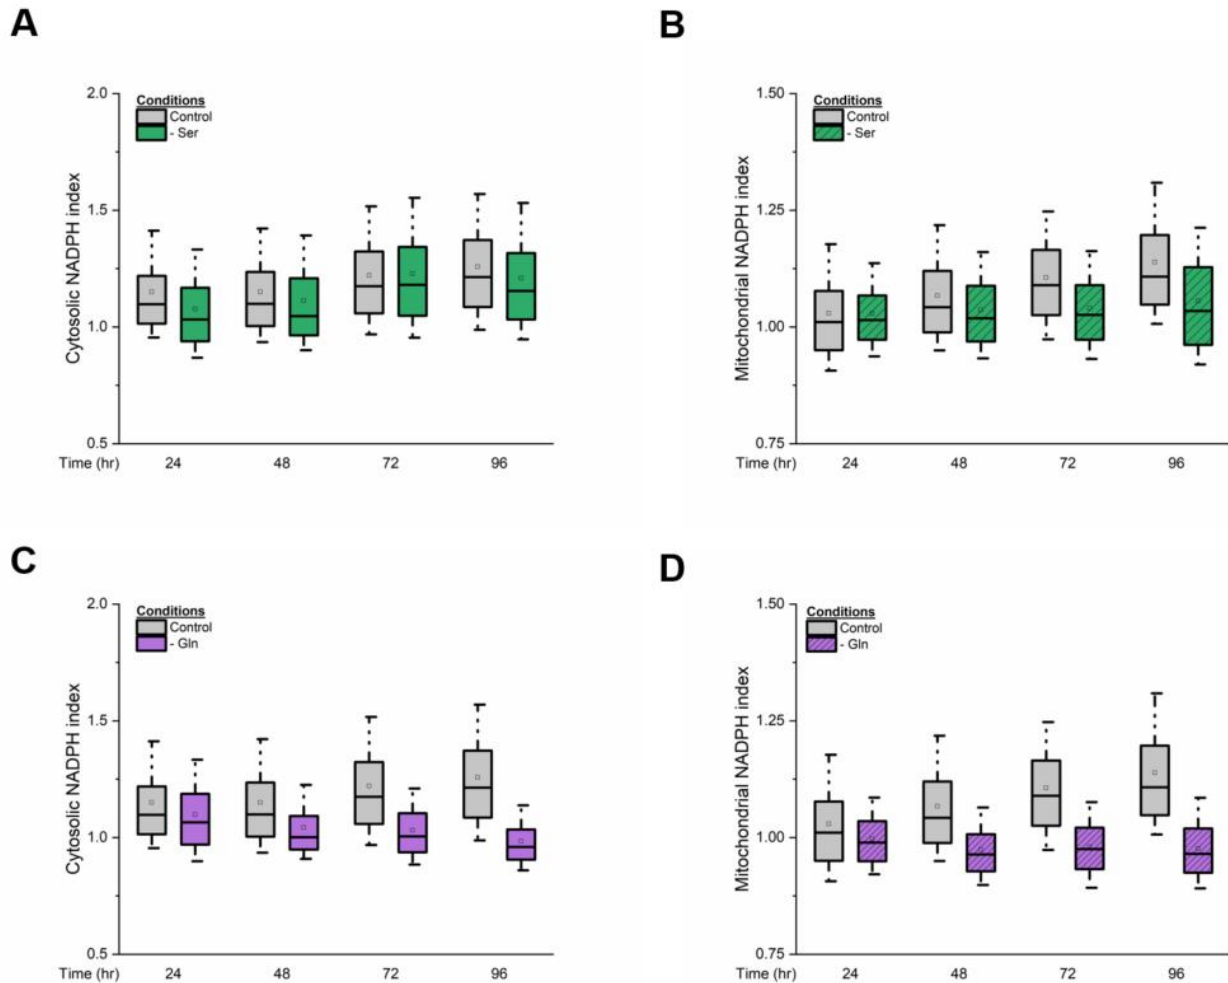 A
Conditions
Control
- Ser
Cytosolic NADPH index
2.0
1.5
1.0
0.5
Time (hr) 24 48 72 96
B
Conditions
Control
- Ser
Mitochondrial NADPH index
1.50
1.25
1.00
0.75
Time (hr) 24 48 72 96
C
Conditions
Control
- Gln
Cytosolic NADPH index
2.0
1.5
1.0
0.5
Time (hr) 24 48 72 96
D
Conditions
Control
- Gln
Mitochondrial NADPH index
1.50
1.25
1.00
0.75
Time (hr) 24 48 72 96